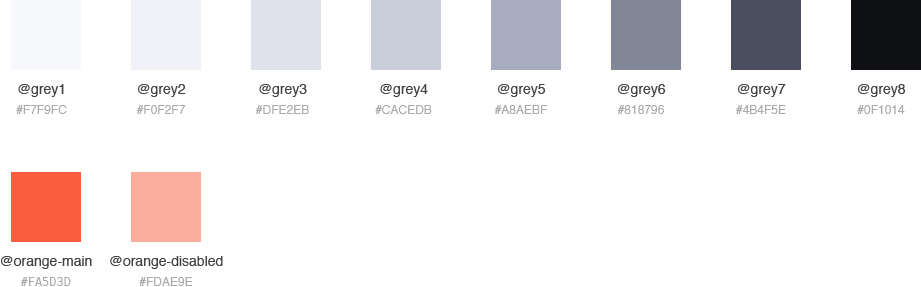 @grey1 @grey2 @grey3 @grey4 @grey5 @grey6 @grey7 @grey8
#F7F9FC #F0F2F7 #DFE2EB #CACEDB #A8AEBF #818796 #4B4F5E #0F1014
@orange-main @orange-disabled
#FA5D3D #FDAE9E